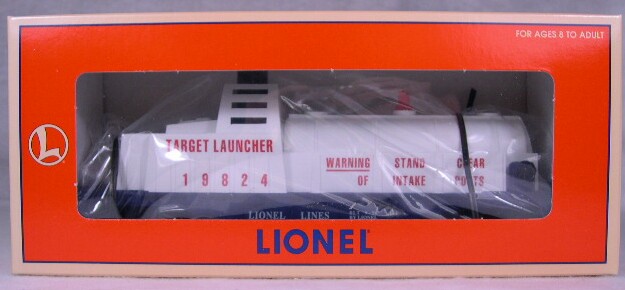 FOR AGES 8 TO ADULT
L
TARGET LAUNCHER
19824
WARNING STAND CLEAR
OF INTAKE PORTS
LIONEL LINES
LIONEL